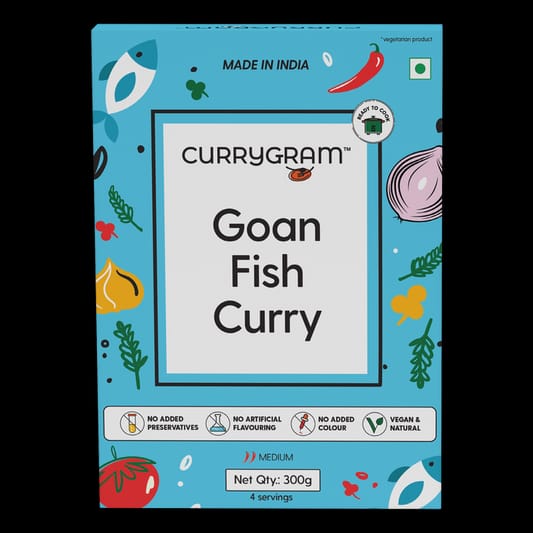 *vegetarian product
MADE IN INDIA
READY TO COOK
CURRYGRAM™
Goan
Fish
Curry
NO ADDED
PRESERVATIVES
NO ARTIFICIAL
FLAVOURING
NO ADDED
COLOUR
VEGAN &
NATURAL
MEDIUM
Net Qty.: 300g
4 servings